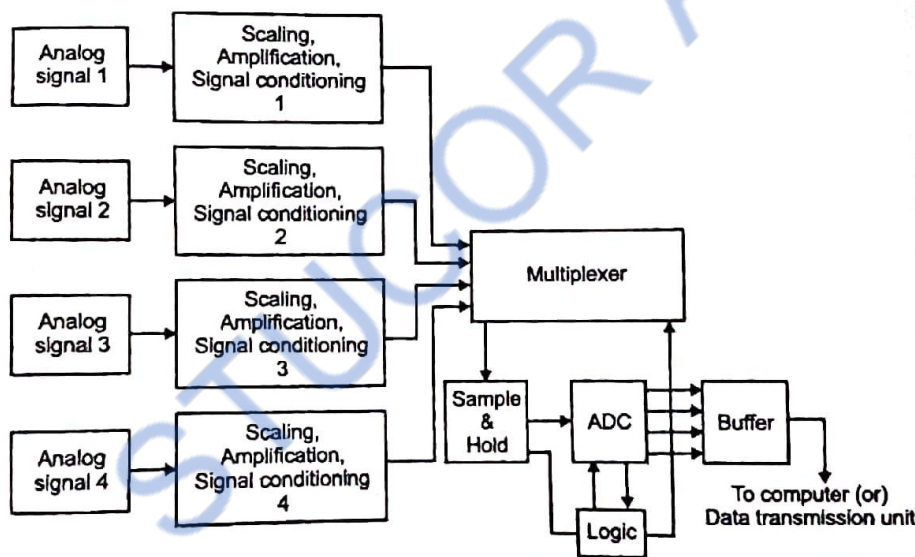 Analog
signal 1
Scaling,
Amplification,
Signal conditioning
1
Analog
signal 2
Scaling,
Amplification,
Signal conditioning
2
Analog
signal 3
Scaling,
Amplification,
Signal conditioning
3
Analog
signal 4
Scaling,
Amplification,
Signal conditioning
4
Multiplexer
Sample
&
Hold
ADC
Buffer
Logic
To computer (or)
Data transmission unit
STUCOR A